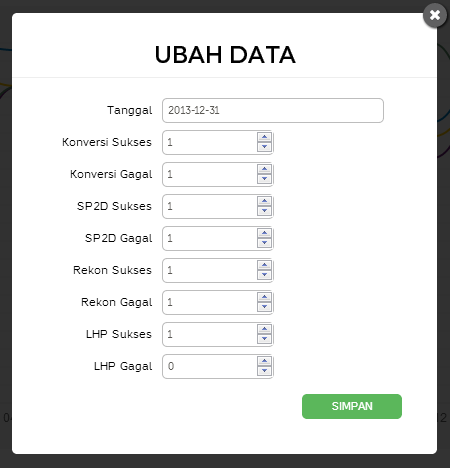 UBAH DATA
Tanggal 2013-12-31
Konversi Sukses 1
Konversi Gagal 1
SP2D Sukses 1
SP2D Gagal 1
Rekon Sukses 1
Rekon Gagal 1
LHP Sukses 1
LHP Gagal 0
SIMPAN